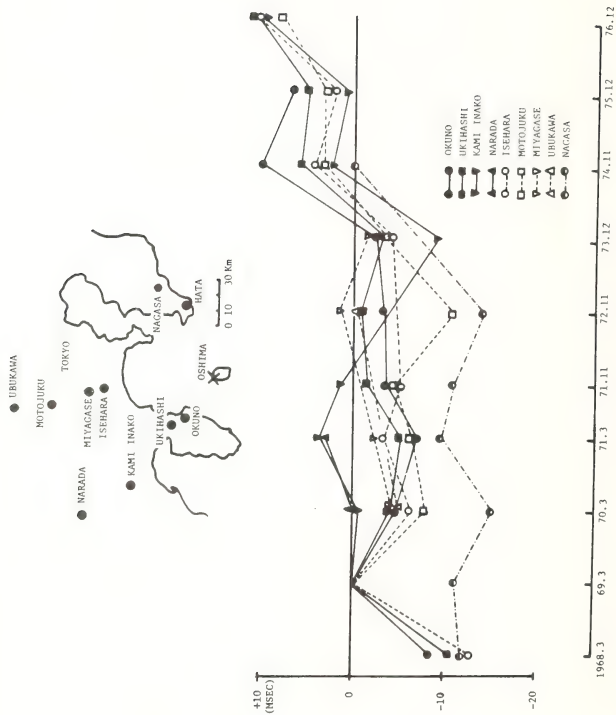 UBUKAWA
MOTOJUKU
TOKYO
NARADA
MIYAGASE
ISEHARA
NAGASA
KAMI INAKO
HATA
UKIHASHI
OKUNO
OSHIMA
0 10 30 Km
+10
(MSEC)
0
-10
-20
OKUNO
UKIHASHI
KAMI INAKO
NARADA
ISEHARA
MOTOJUKU
MIYAGASE
UBUKAWA
NAGASA
1968.3 69.3 70.3 71.3 71.11 72.11 73.12 74.11 75.12 76.12